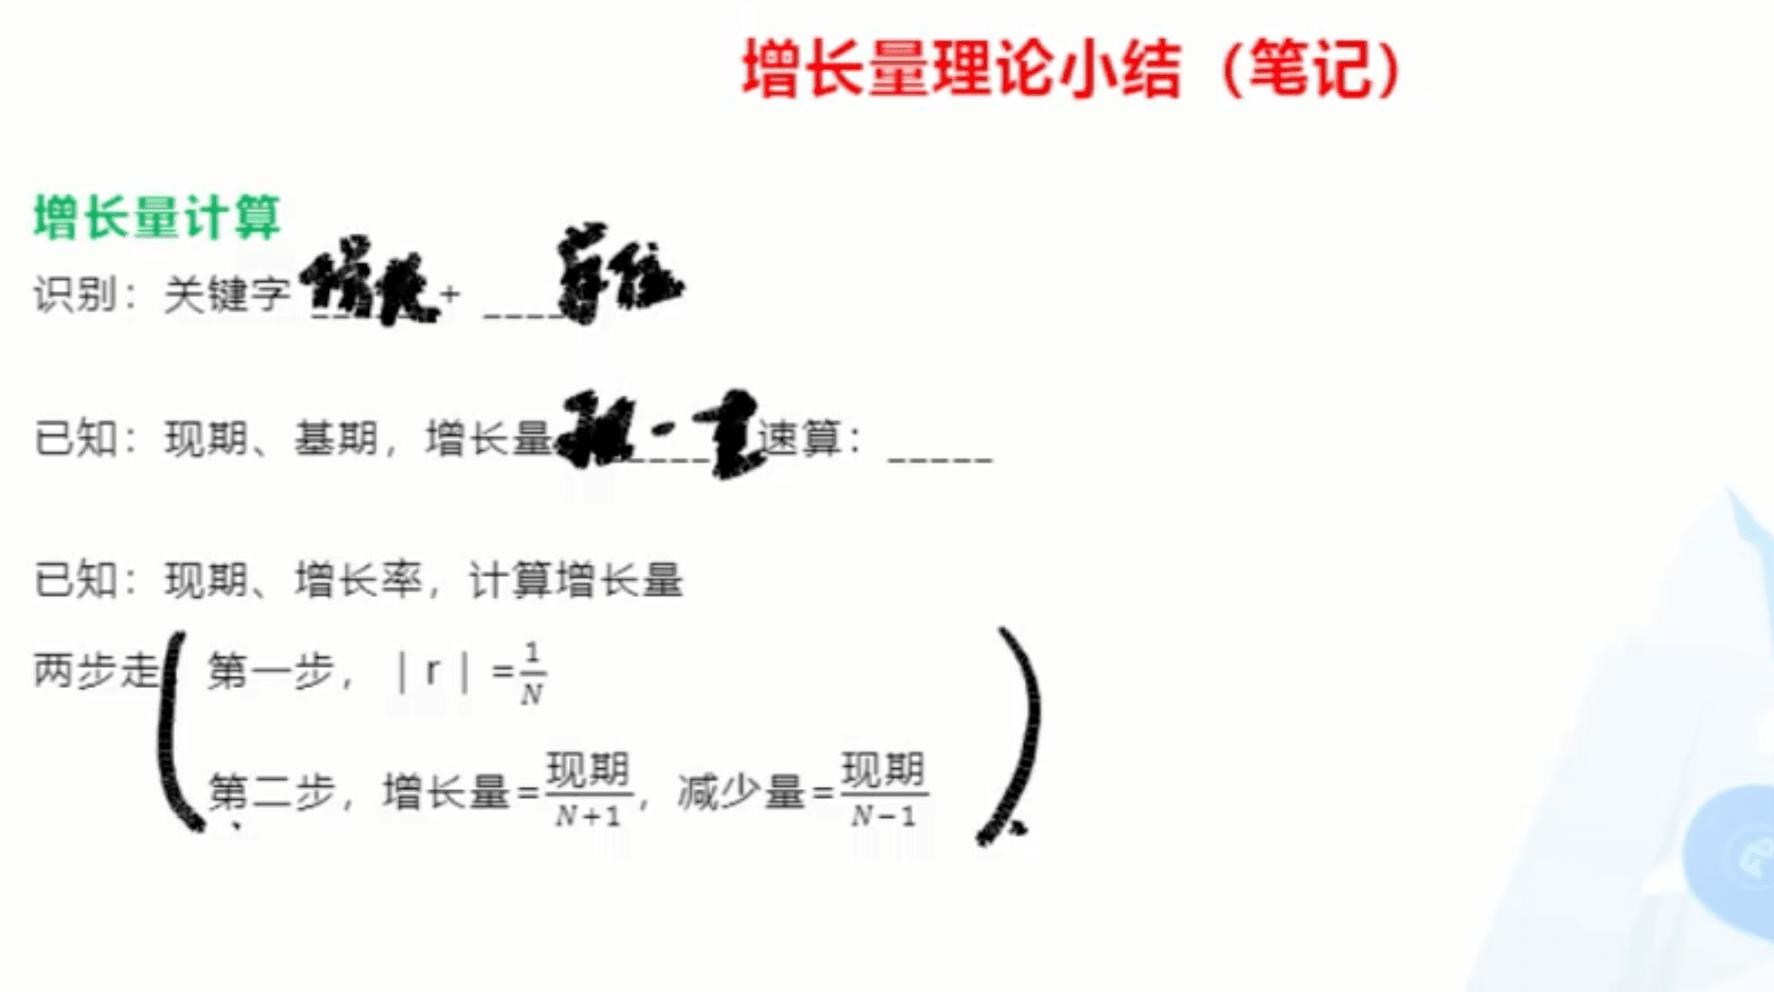 增长量理论小结（笔记）
增长量计算
识别：关键字 增长+ ____单位
已知：现期、基期，增长量 现-基 速算：_____
已知：现期、增长率，计算增长量
两步走（第一步，|r|=1/N
第二步，增长量=现期/N+1，减少量=现期/N-1）